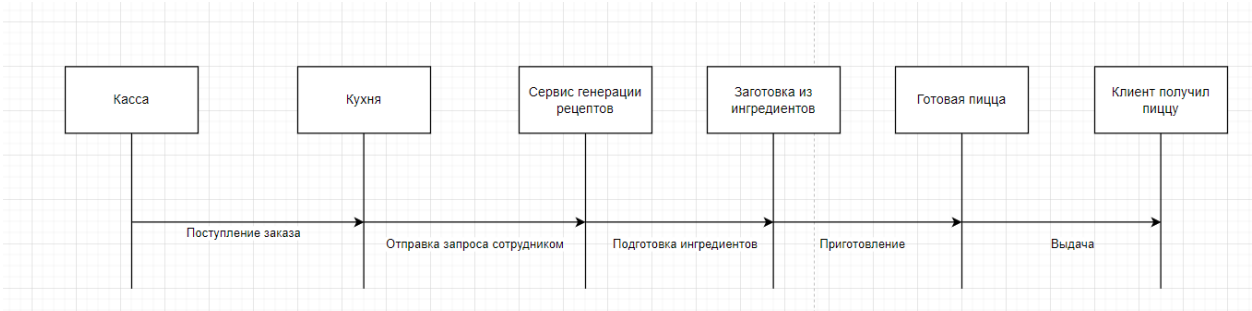 Касса
Кухня
Сервис генерации
рецептов
Заготовка из
ингредиентов
Готовая пицца
Клиент получил
пиццу
Поступление заказа
Отправка запроса сотрудником
Подготовка ингредиентов
Приготовление
Выдача